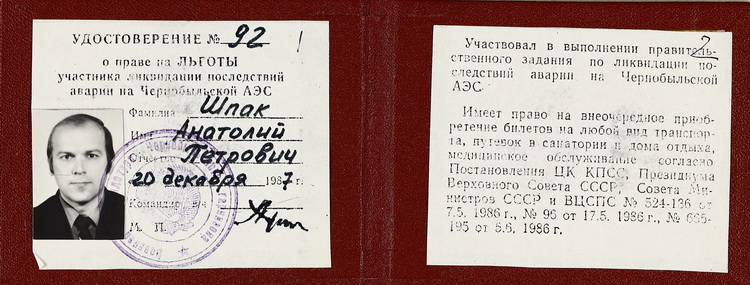 УДОСТОВЕРЕНИЕ № 92
о праве на ЛЬГОТЫ
участника ликвидации последствий
аварии на Чернобыльской АЭС
Фамилия Шпак
Имя Анатолий
Отчество Петрович
20 декабря 1987 г.
Командир в/ч
М. П.
2
Участвовал в выполнении правитель-
ственного задания по ликвидации по-
следствий аварии на Чернобыльской
АЭС.
Имеет право на внеочередное приоб-
ретение билетов на любой вид транспор-
та, путевок в санатории и дома отдыха,
медицинское обслуживание согласно
Постановления ЦК КПСС, Президиума
Верховного Совета СССР, Совета Ми-
нистров СССР и ВЦСПС № 524-136 от
7.5. 1986 г., № 96 от 17.5. 1986 г., № 665-
195 от 5.6. 1986 г.